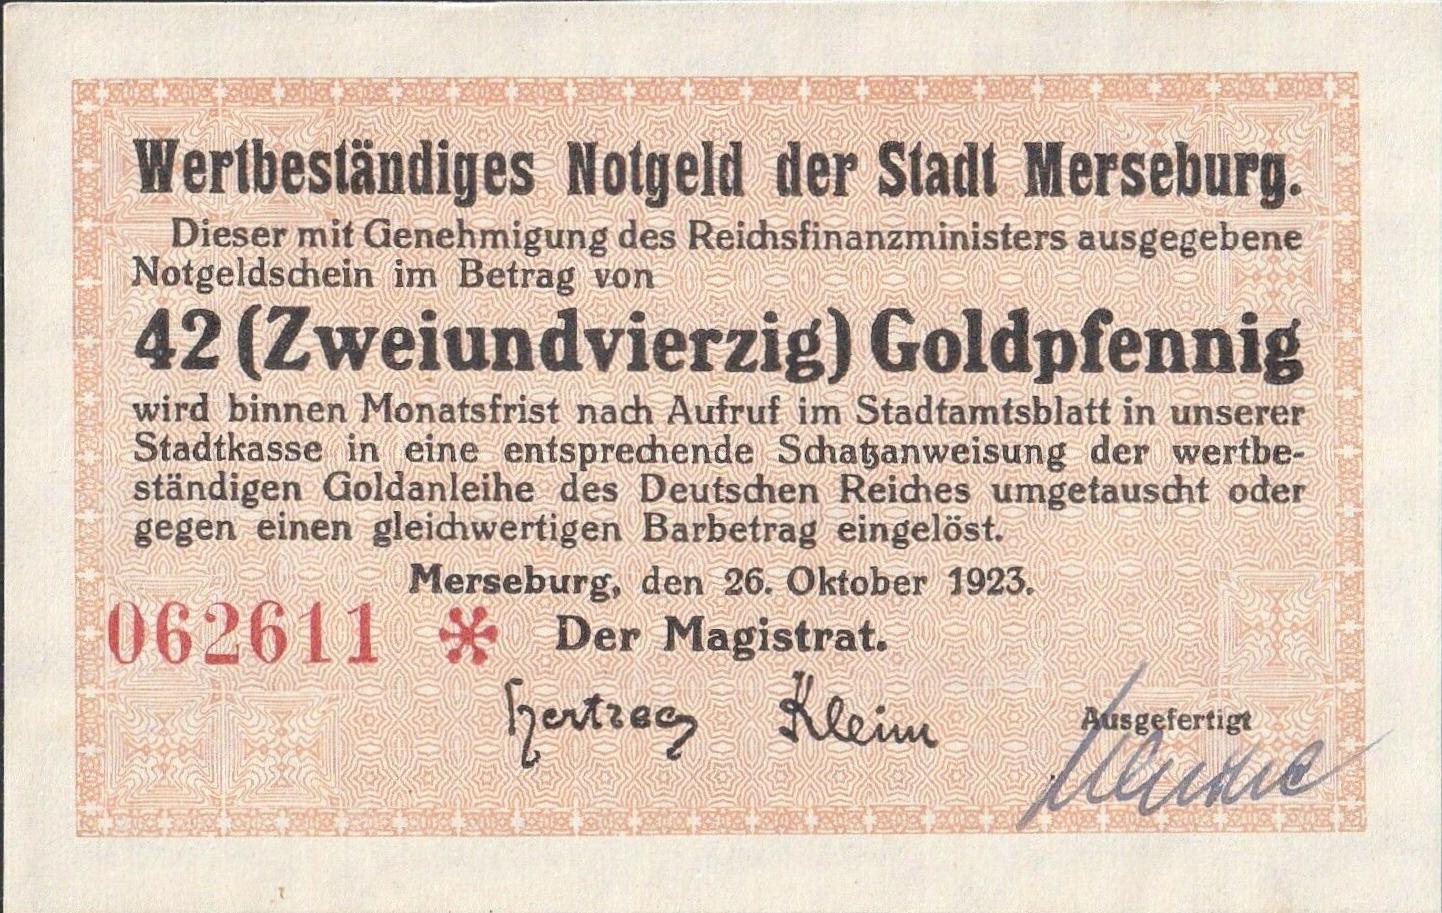 Wertbeständiges Notgeld der Stadt Merseburg.
Dieser mit Genehmigung des Reichsfinanzministers ausgegebene
Notgeldschein im Betrag von
42 (Zweiundvierzig) Goldpfennig
wird binnen Monatsfrist nach Aufruf im Stadtamtsblatt in unserer
Stadtkasse in eine entsprechende Schatzanweisung der wertbe-
ständigen Goldanleihe des Deutschen Reiches umgetauscht oder
gegen einen gleichwertigen Barbetrag eingelöst.
Merseburg, den 26. Oktober 1923.
062611 * Der Magistrat.
Hertzog Klein
Ausgefertigt